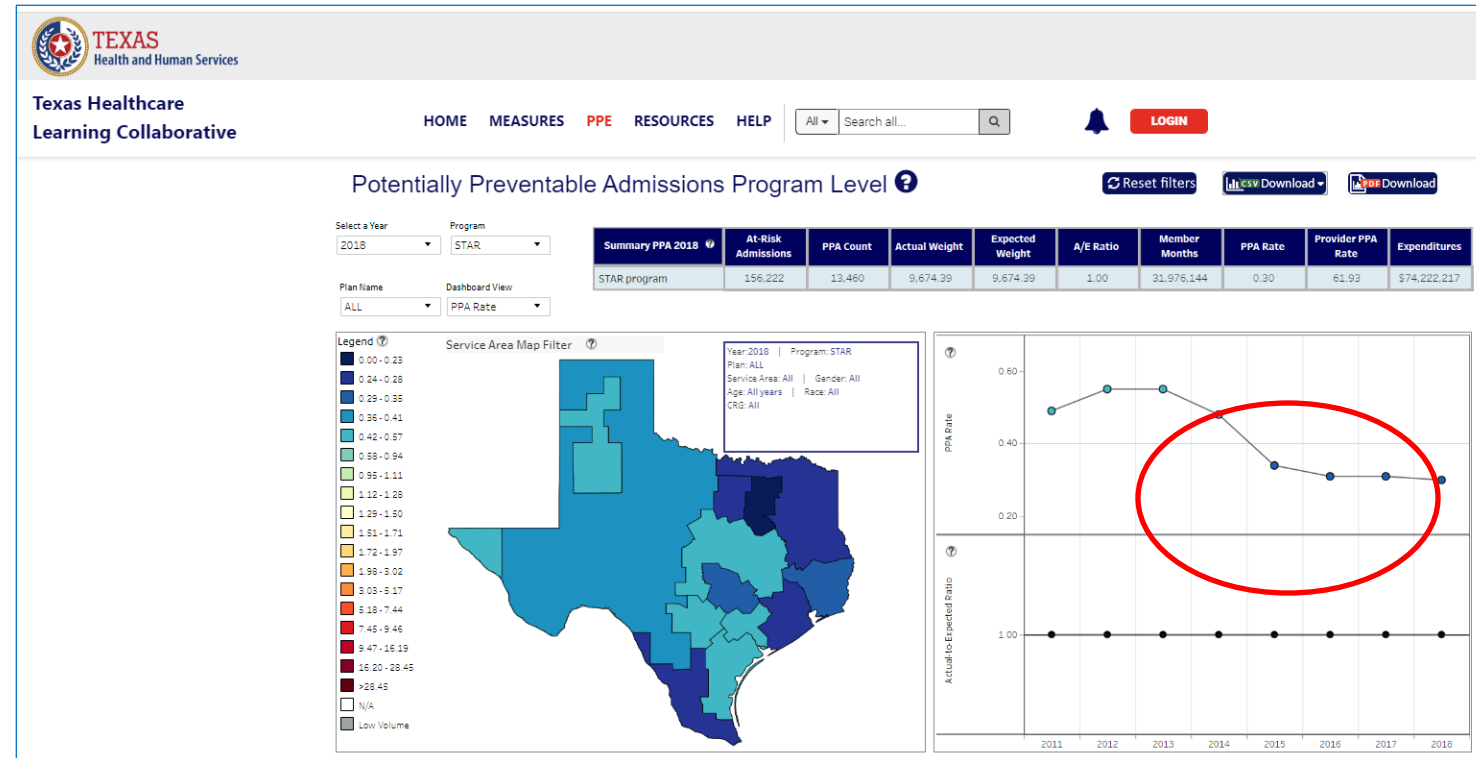 TEXAS
Health and Human Services
Texas Healthcare
Learning Collaborative
HOME MEASURES PPE RESOURCES HELP All Search all... LOGIN
Potentially Preventable Admissions Program Level ?
Reset filters CSV Download PDF Download
Select a Year Program
2018 STAR
Plan Name Dashboard View
ALL PPA Rate
Summary PPA 2018 ? At-Risk Admissions PPA Count Actual Weight Expected Weight A/E Ratio Member Months PPA Rate Provider PPA Rate Expenditures
STAR program 156,222 13,460 9,674.39 9,674.39 1.00 31,976,144 0.30 61.93 $74,222,217
Legend ?
0.00 - 0.23
0.24 - 0.28
0.29 - 0.35
0.36 - 0.41
0.42 - 0.57
0.58 - 0.94
0.95 - 1.11
1.12 - 1.28
1.29 - 1.50
1.51 - 1.71
1.72 - 1.97
1.98 - 3.02
3.03 - 5.17
5.18 - 7.44
7.45 - 9.46
9.47 - 16.19
16.20 - 28.45
>28.45
N/A
Low Volume
Service Area Map Filter ?
Year:2018 | Program: STAR
Plan: ALL
Service Area: All | Gender: All
Age: All years | Race: All
CRG: All
?
PPA Rate
0.60
0.40
0.20
?
Actual-to-Expected Ratio
1.00
2011 2012 2013 2014 2015 2016 2017 2018